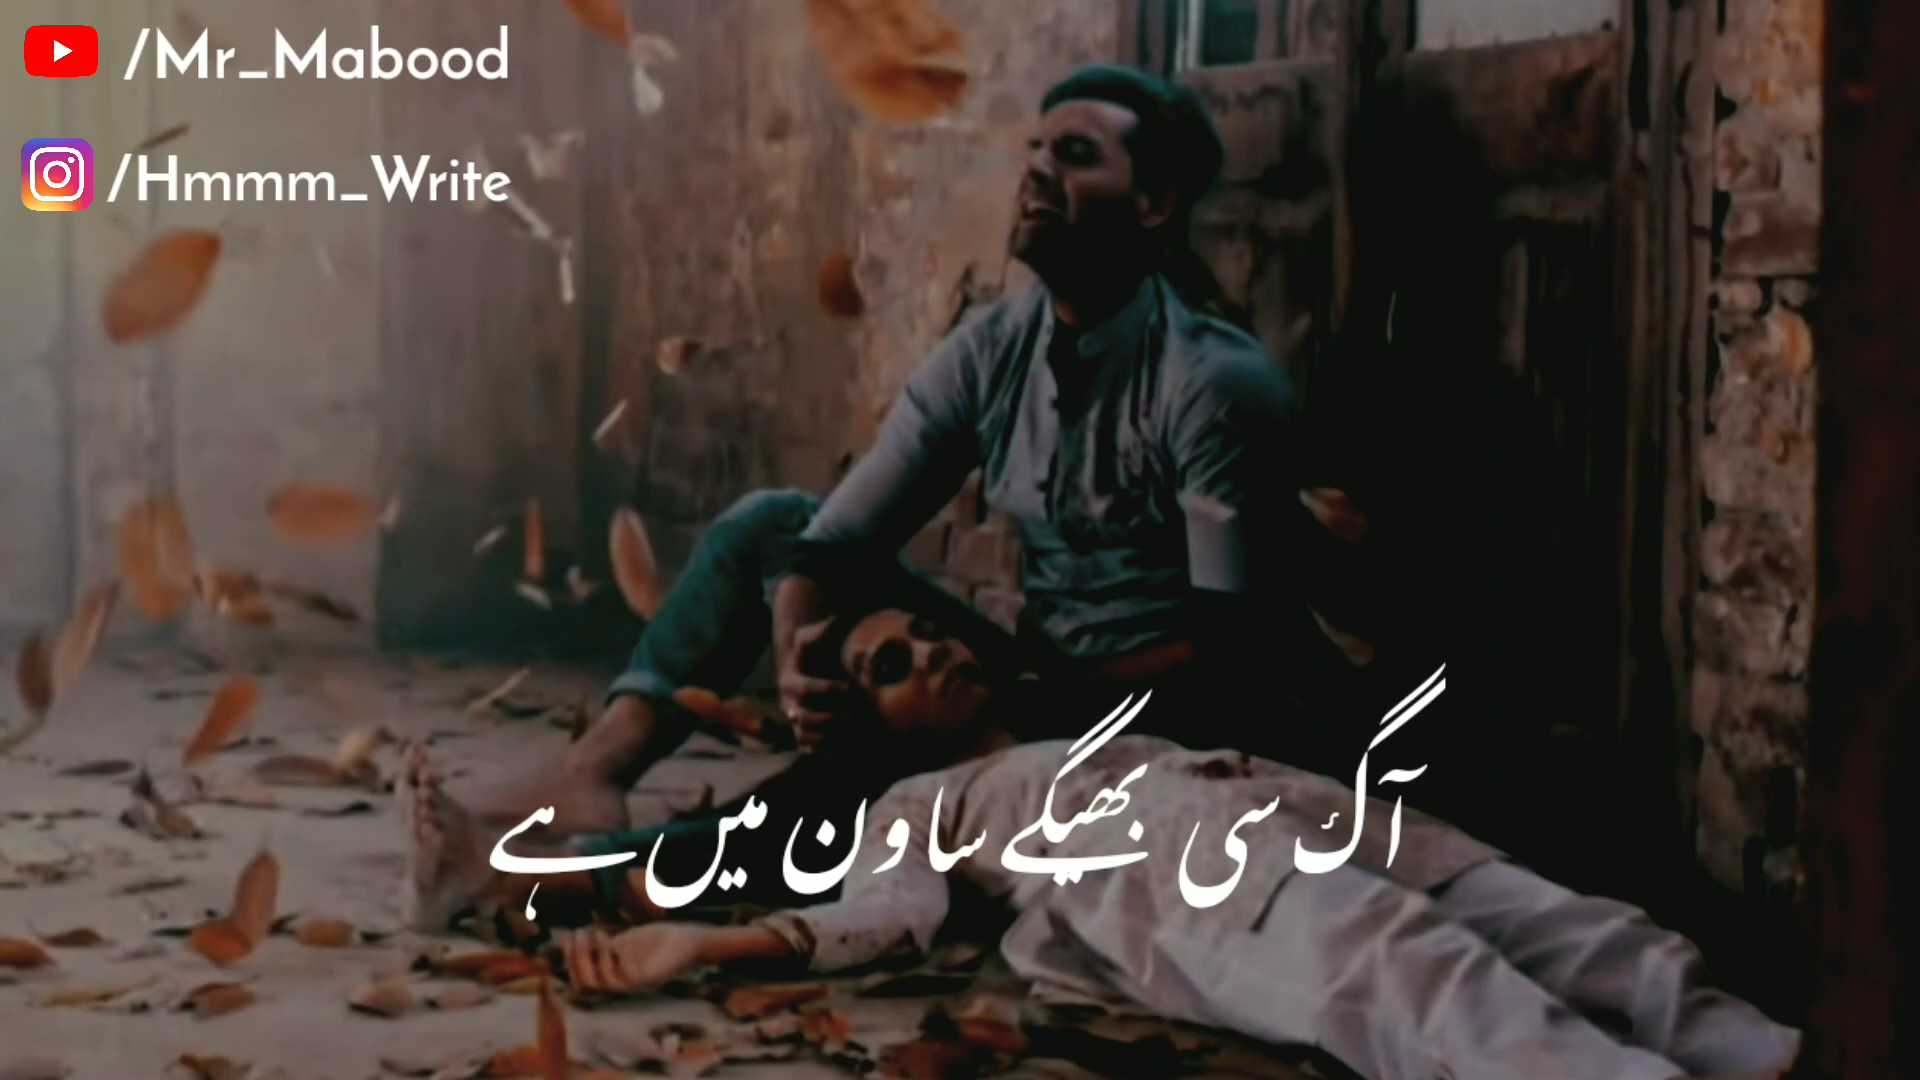 /Mr_Mabood
/Hmmm_Write
آگ سی بھیگے ساون میں ہے